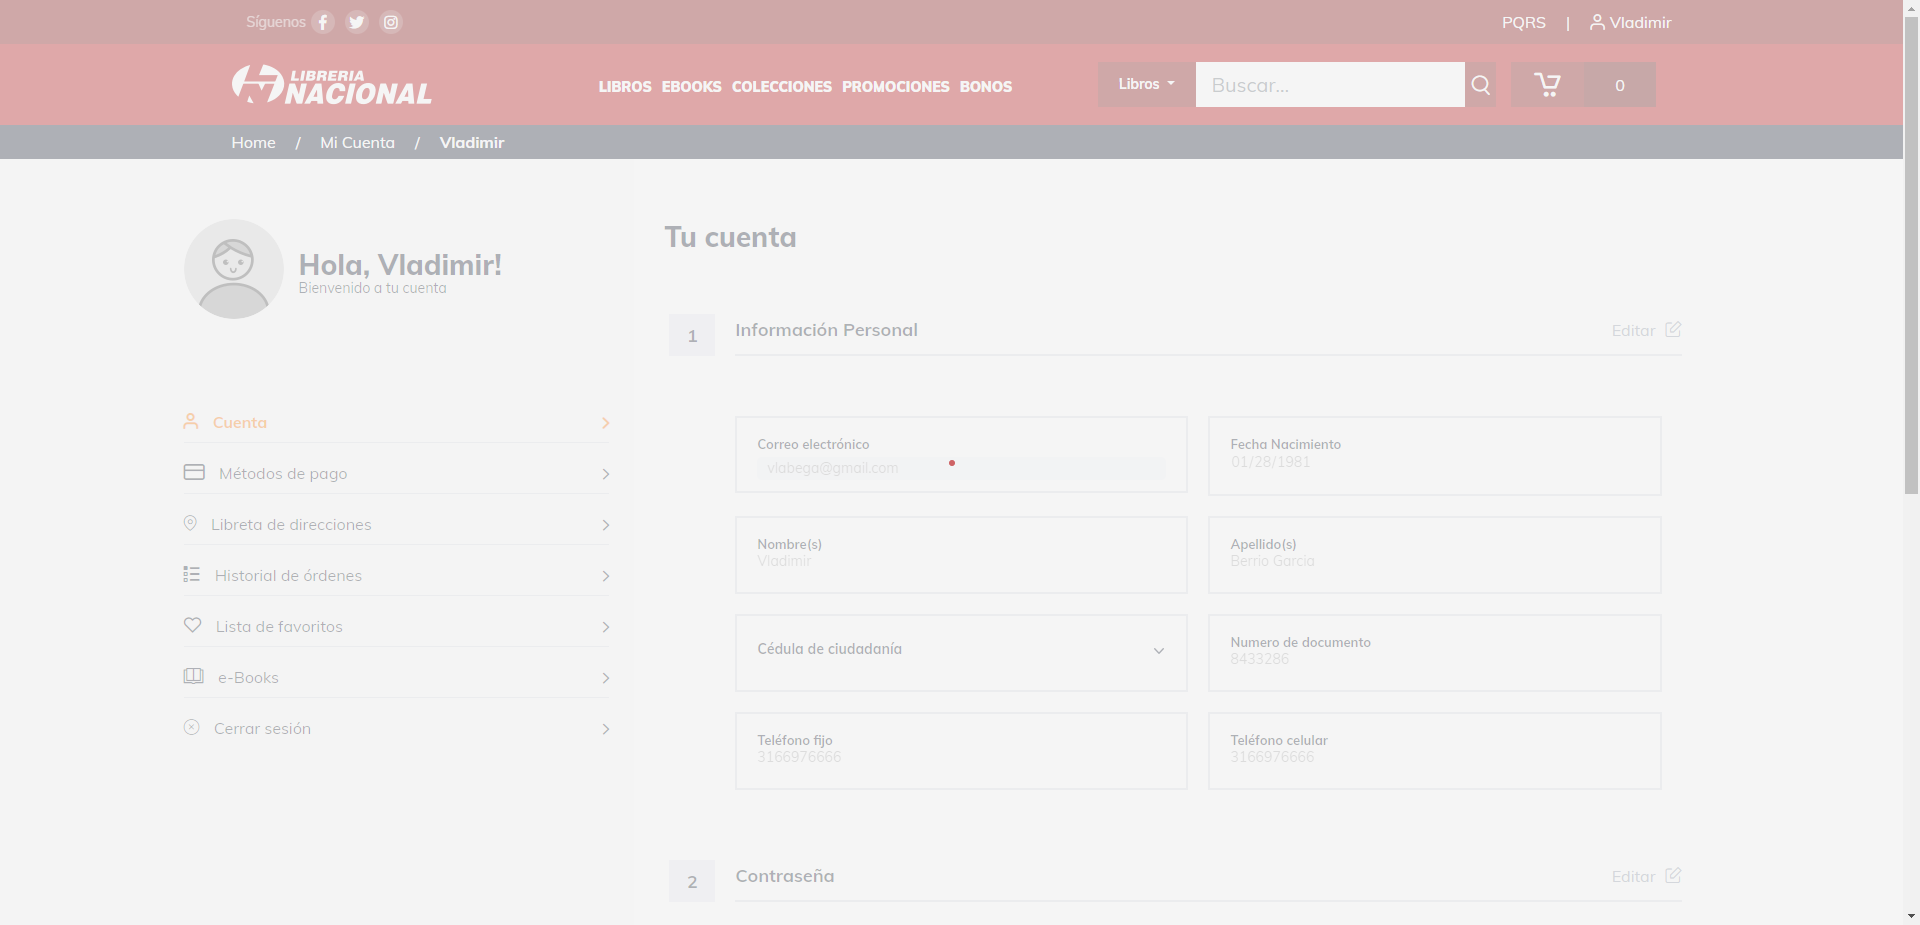 Síguenos
PQRS | Vladimir
LIBRERIA
NACIONAL
LIBROS EBOOKS COLECCIONES PROMOCIONES BONOS
Libros
Buscar...
0
Home / Mi Cuenta / Vladimir
Hola, Vladimir!
Bienvenido a tu cuenta
Cuenta
Métodos de pago
Libreta de direcciones
Historial de órdenes
Lista de favoritos
e-Books
Cerrar sesión
Tu cuenta
1 Información Personal Editar
Correo electrónico
vlabega@gmail.com
Fecha Nacimiento
01/28/1981
Nombre(s)
Vladimir
Apellido(s)
Berrio Garcia
Cédula de ciudadanía
Numero de documento
8433286
Teléfono fijo
3166976666
Teléfono celular
3166976666
2 Contraseña Editar